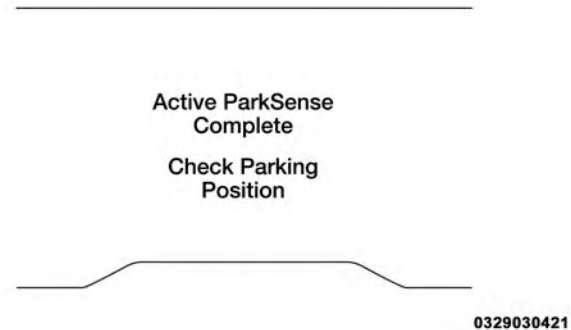 Active ParkSense
Complete
Check Parking
Position
0329030421